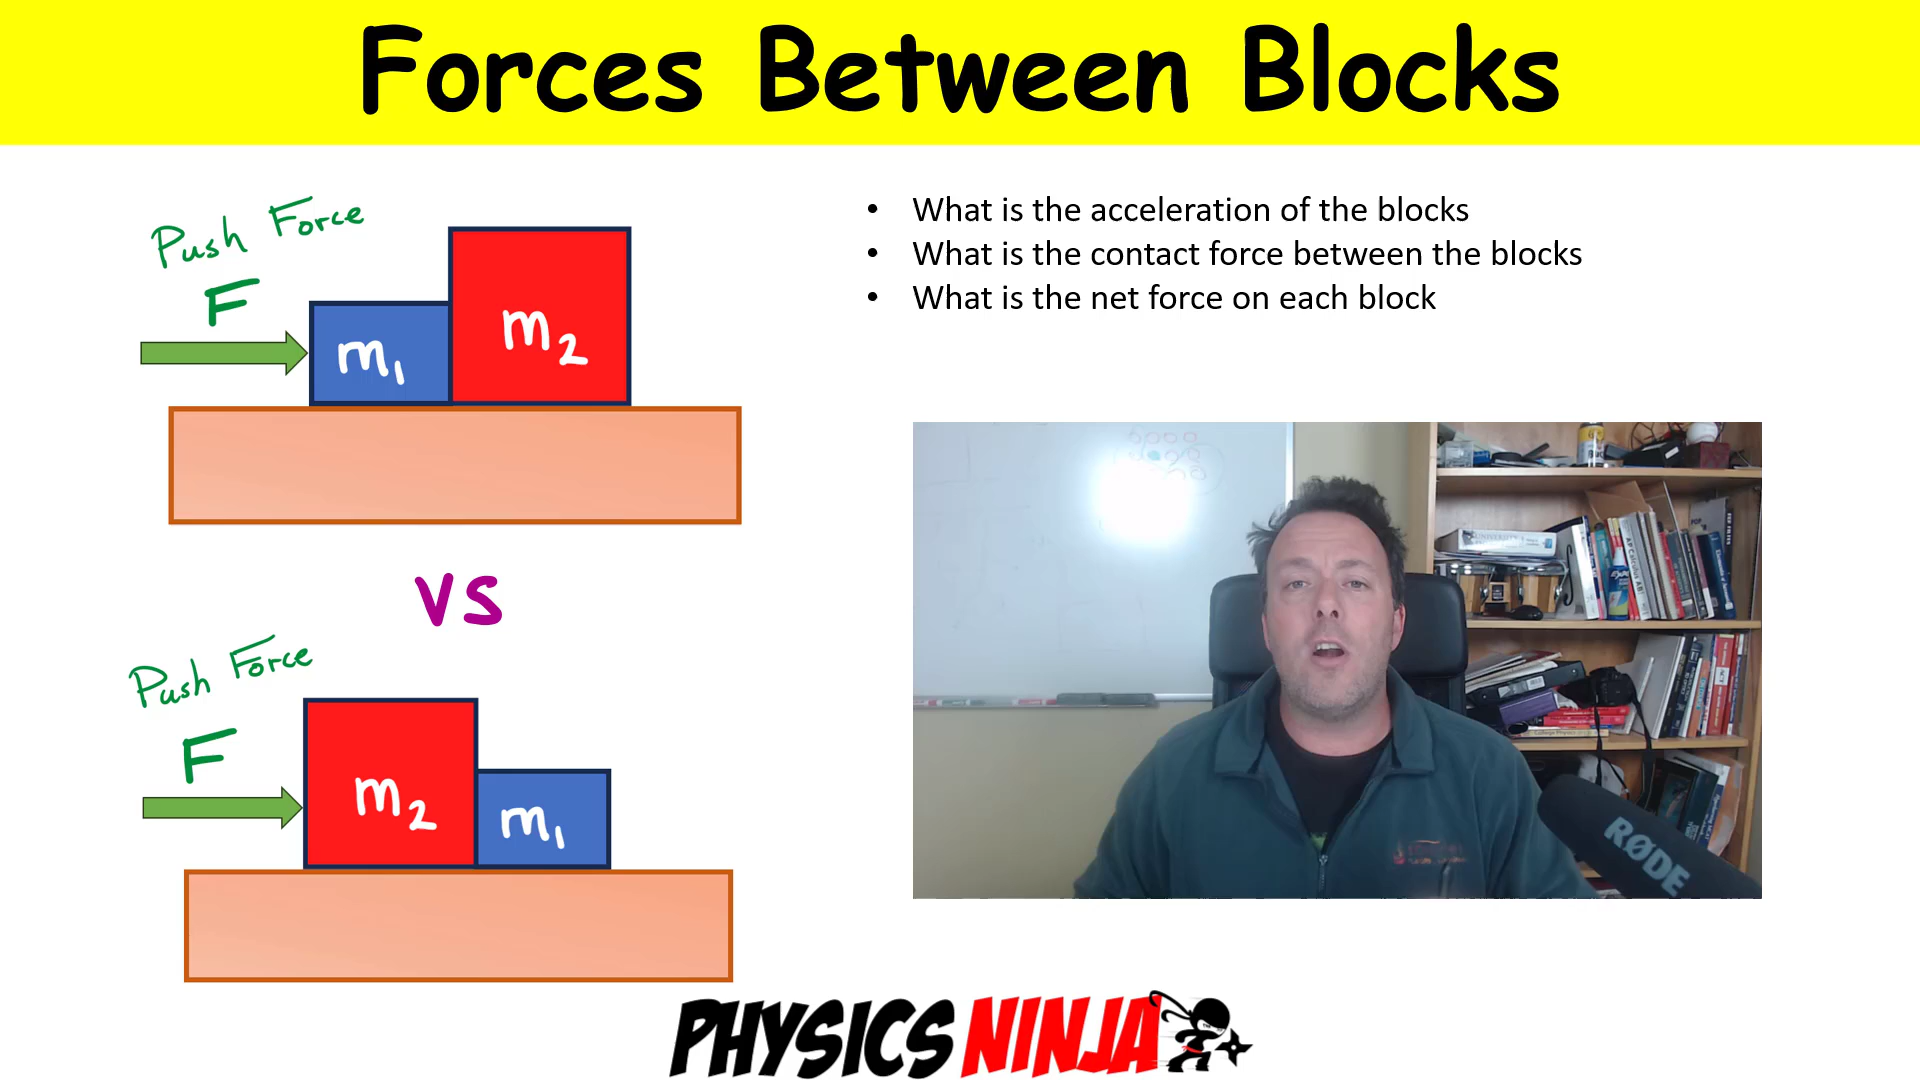 Forces Between Blocks
Push Force
F
m1
m2
• What is the acceleration of the blocks
• What is the contact force between the blocks
• What is the net force on each block
vs
Push Force
F
m2
m1
RØDE
PHYSICS NINJA